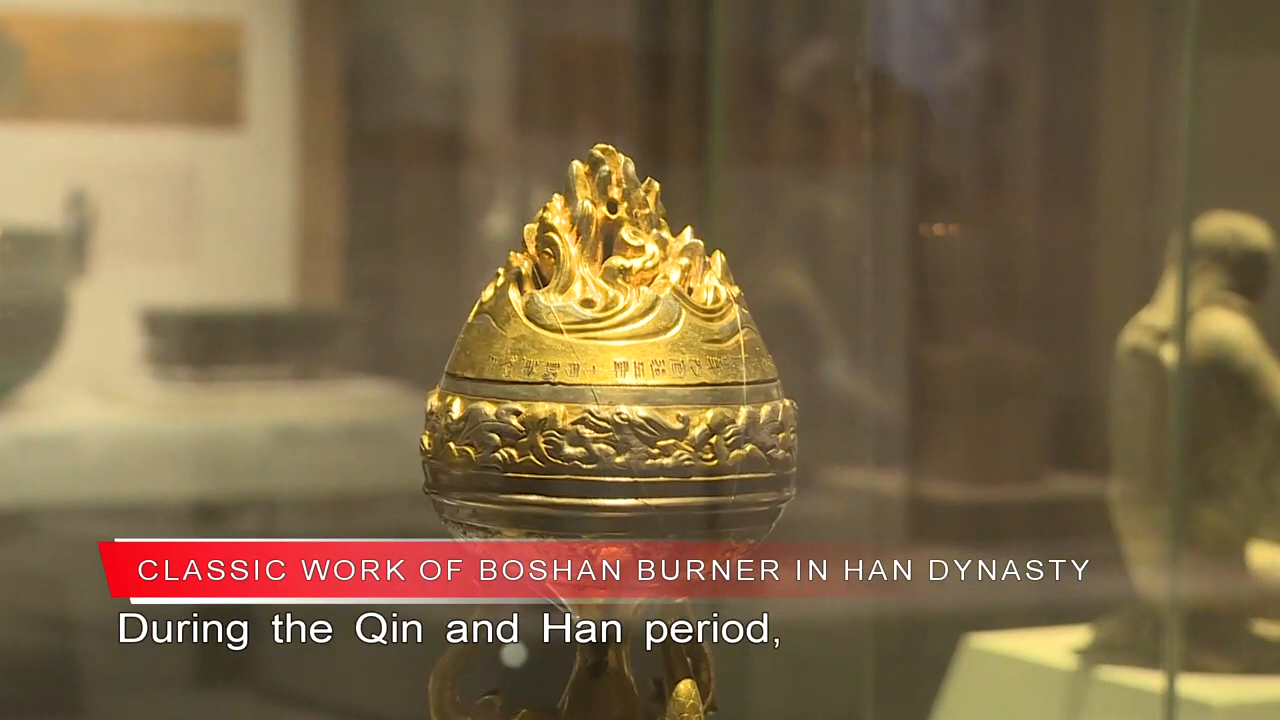 CLASSIC WORK OF BOSHAN BURNER IN HAN DYNASTY
During the Qin and Han period,